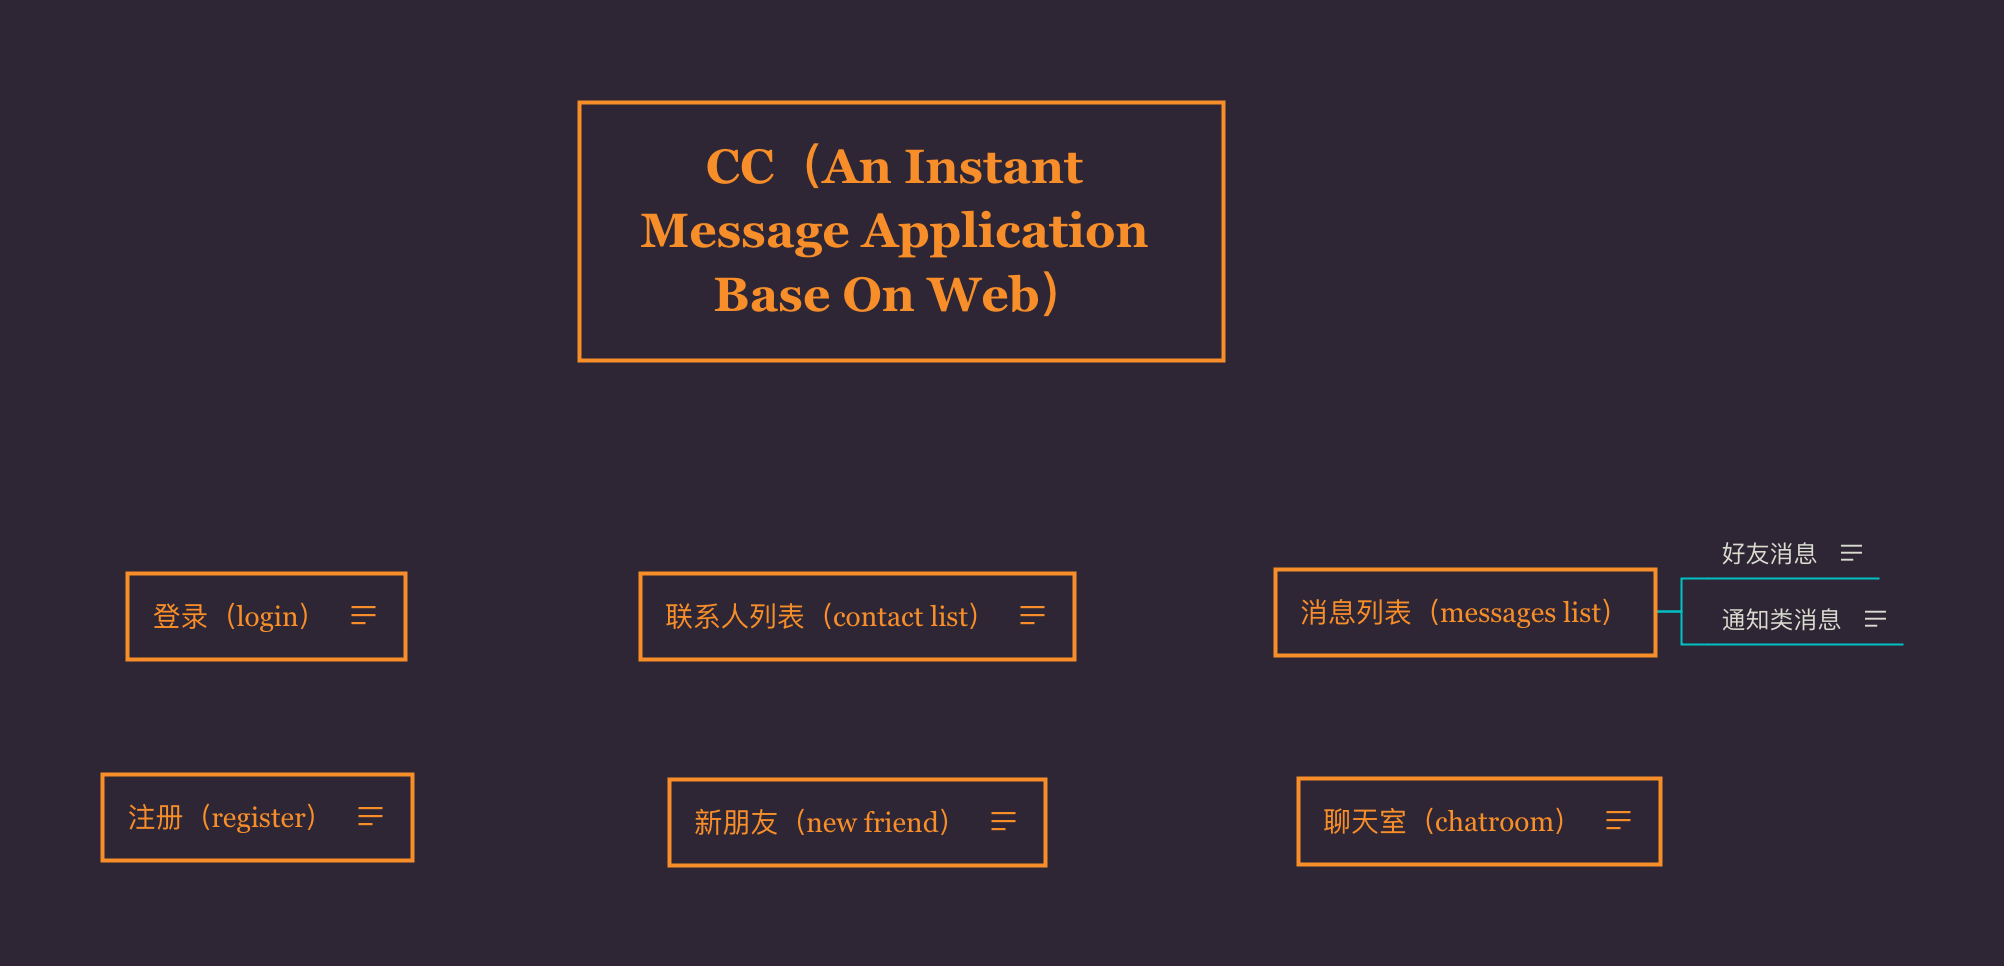 CC（An Instant
Message Application
Base On Web）
登录（login）
联系人列表（contact list）
消息列表（messages list）
好友消息
通知类消息
注册（register）
新朋友（new friend）
聊天室（chatroom）